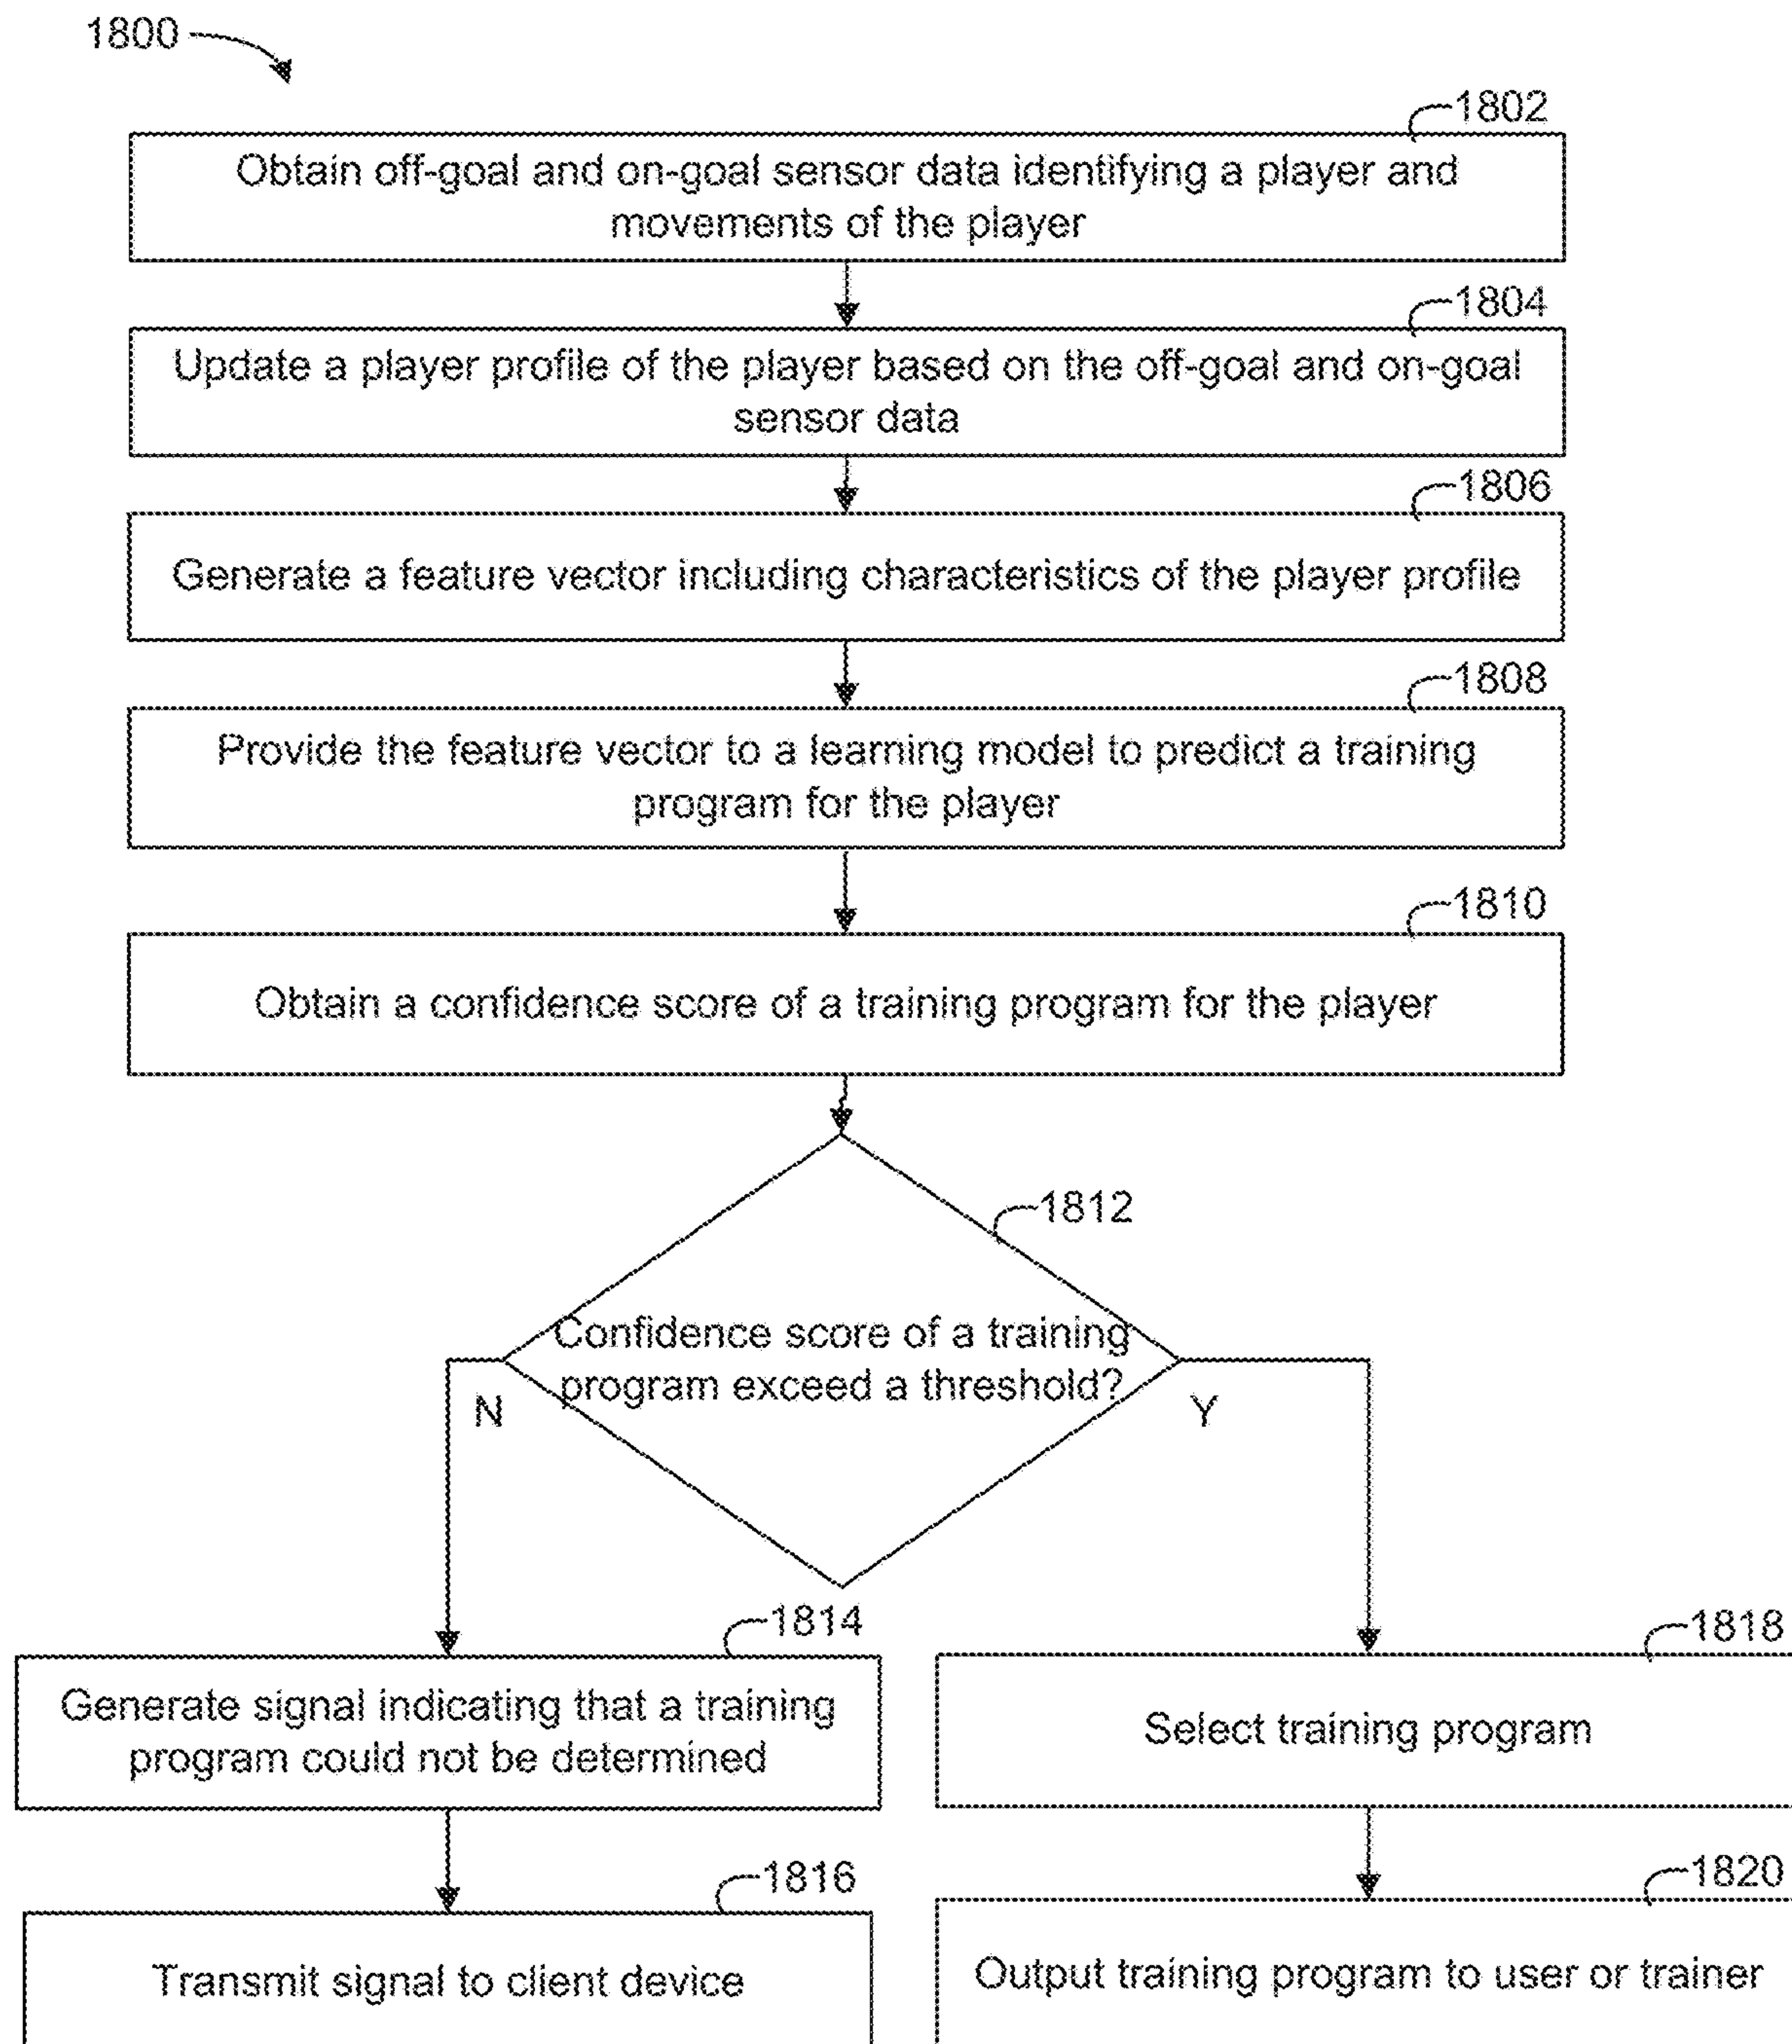 1800
1802
Obtain off-goal and on-goal sensor data identifying a player and
movements of the player
1804
Update a player profile of the player based on the off-goal and on-goal
sensor data
1806
Generate a feature vector including characteristics of the player profile
1808
Provide the feature vector to a learning model to predict a training
program for the player
1810
Obtain a confidence score of a training program for the player
1812
Confidence score of a training
program exceed a threshold?
N
Y
1814
Generate signal indicating that a training
program could not be determined
1818
Select training program
1816
Transmit signal to client device
1820
Output training program to user or trainer